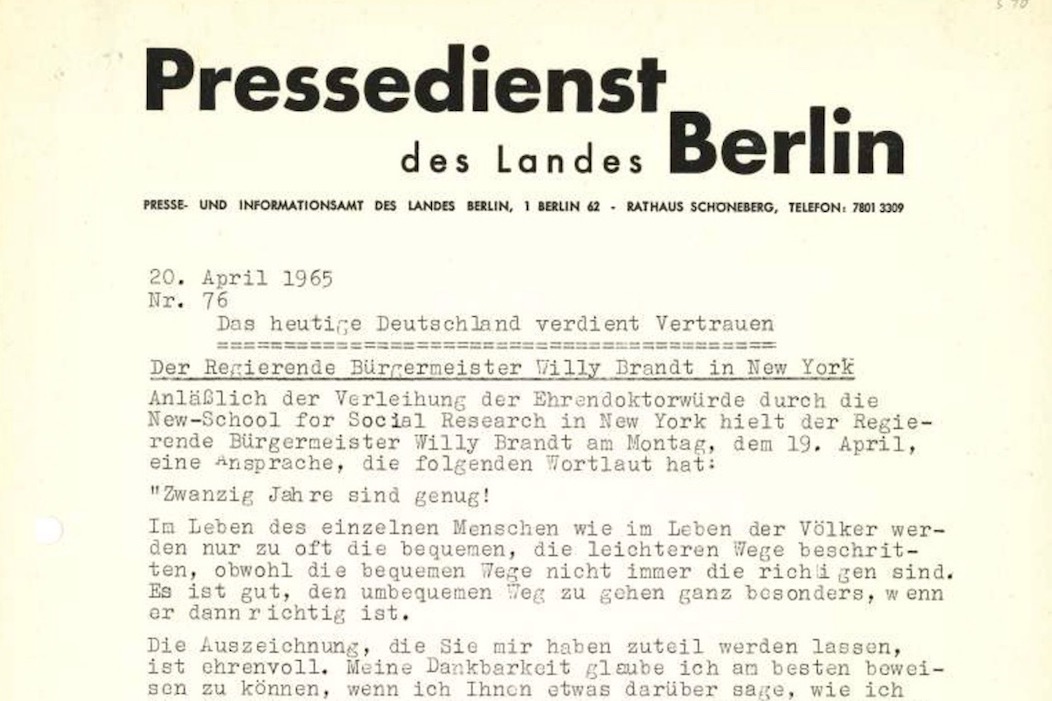 Pressedienst
des Landes Berlin
PRESSE- UND INFORMATIONSAMT DES LANDES BERLIN, 1 BERLIN 62 - RATHAUS SCHÖNEBERG, TELEFON: 7801 3309
20. April 1965
Nr. 76
Das heutige Deutschland verdient Vertrauen
==========================================
Der Regierende Bürgermeister Willy Brandt in New York
Anläßlich der Verleihung der Ehrendoktorwürde durch die
New-School for Social Research in New York hielt der Regie-
rende Bürgermeister Willy Brandt am Montag, dem 19. April,
eine Ansprache, die folgenden Wortlaut hat:
"Zwanzig Jahre sind genug!
Im Leben des einzelnen Menschen wie im Leben der Völker wer-
den nur zu oft die bequemen, die leichteren Wege beschrit-
ten, obwohl die bequemen Wege nicht immer die richtigen sind.
Es ist gut, den umbequemen Weg zu gehen ganz besonders, wenn
er dann richtig ist.
Die Auszeichnung, die Sie mir haben zuteil werden lassen,
ist ehrenvoll. Meine Dankbarkeit glaube ich am besten bewei-
sen zu können, wenn ich Ihnen etwas darüber sage, wie ich